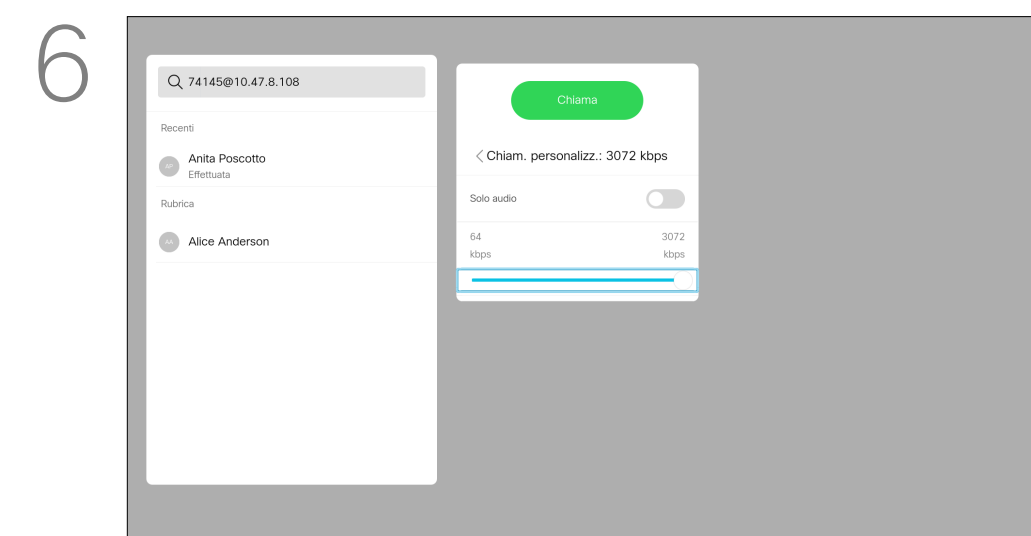 6
74145@10.47.8.108
Recenti
AP
Anita Poscotto
Effettuata
Rubrica
AA
Alice Anderson
Chiama
Chiam. personalizz.: 3072 kbps
Solo audio
64 3072
kbps kbps